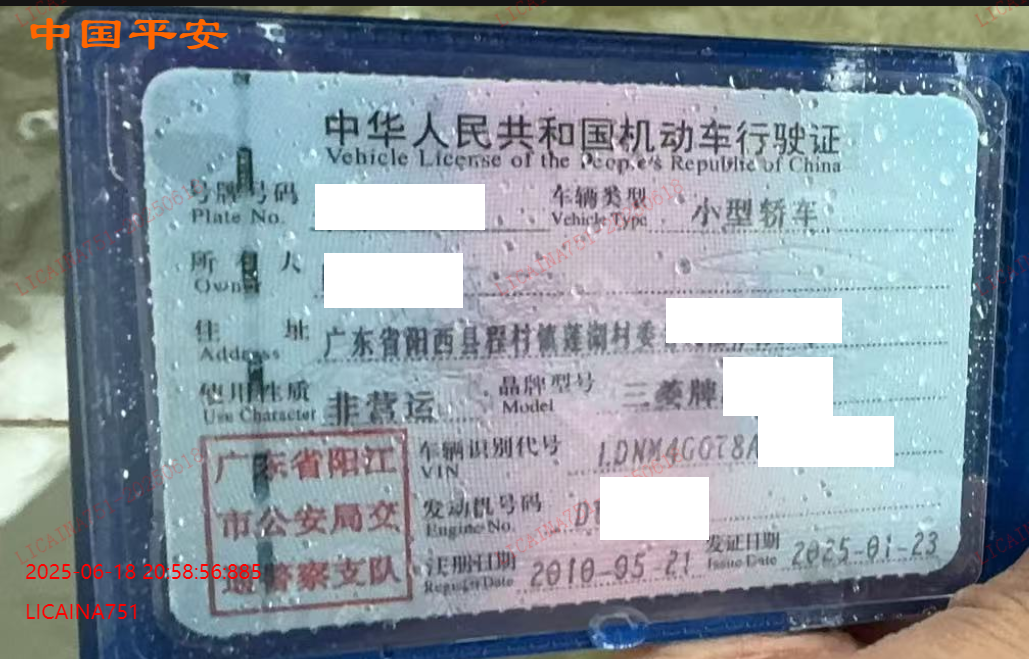 中国平安
中华人民共和国机动车行驶证
Vehicle License of the People's Republic of China
号牌号码 车辆类型 小型轿车
Plate No. Vehicle Type
所有人
Owner
住址 广东省阳西县程村镇莲湖村委
Address
使用性质 非营运 品牌型号 三菱牌
Use Character Model
广东省阳江 车辆识别代号 LDNM4GGT8A
VIN
市公安局交 发动机号码 D
Engine No.
通警察支队 注册日期 2010-05-21 发证日期 2025-01-23
Register Date Issue Date
2025-06-18 20:58:56:885
LICAINA751